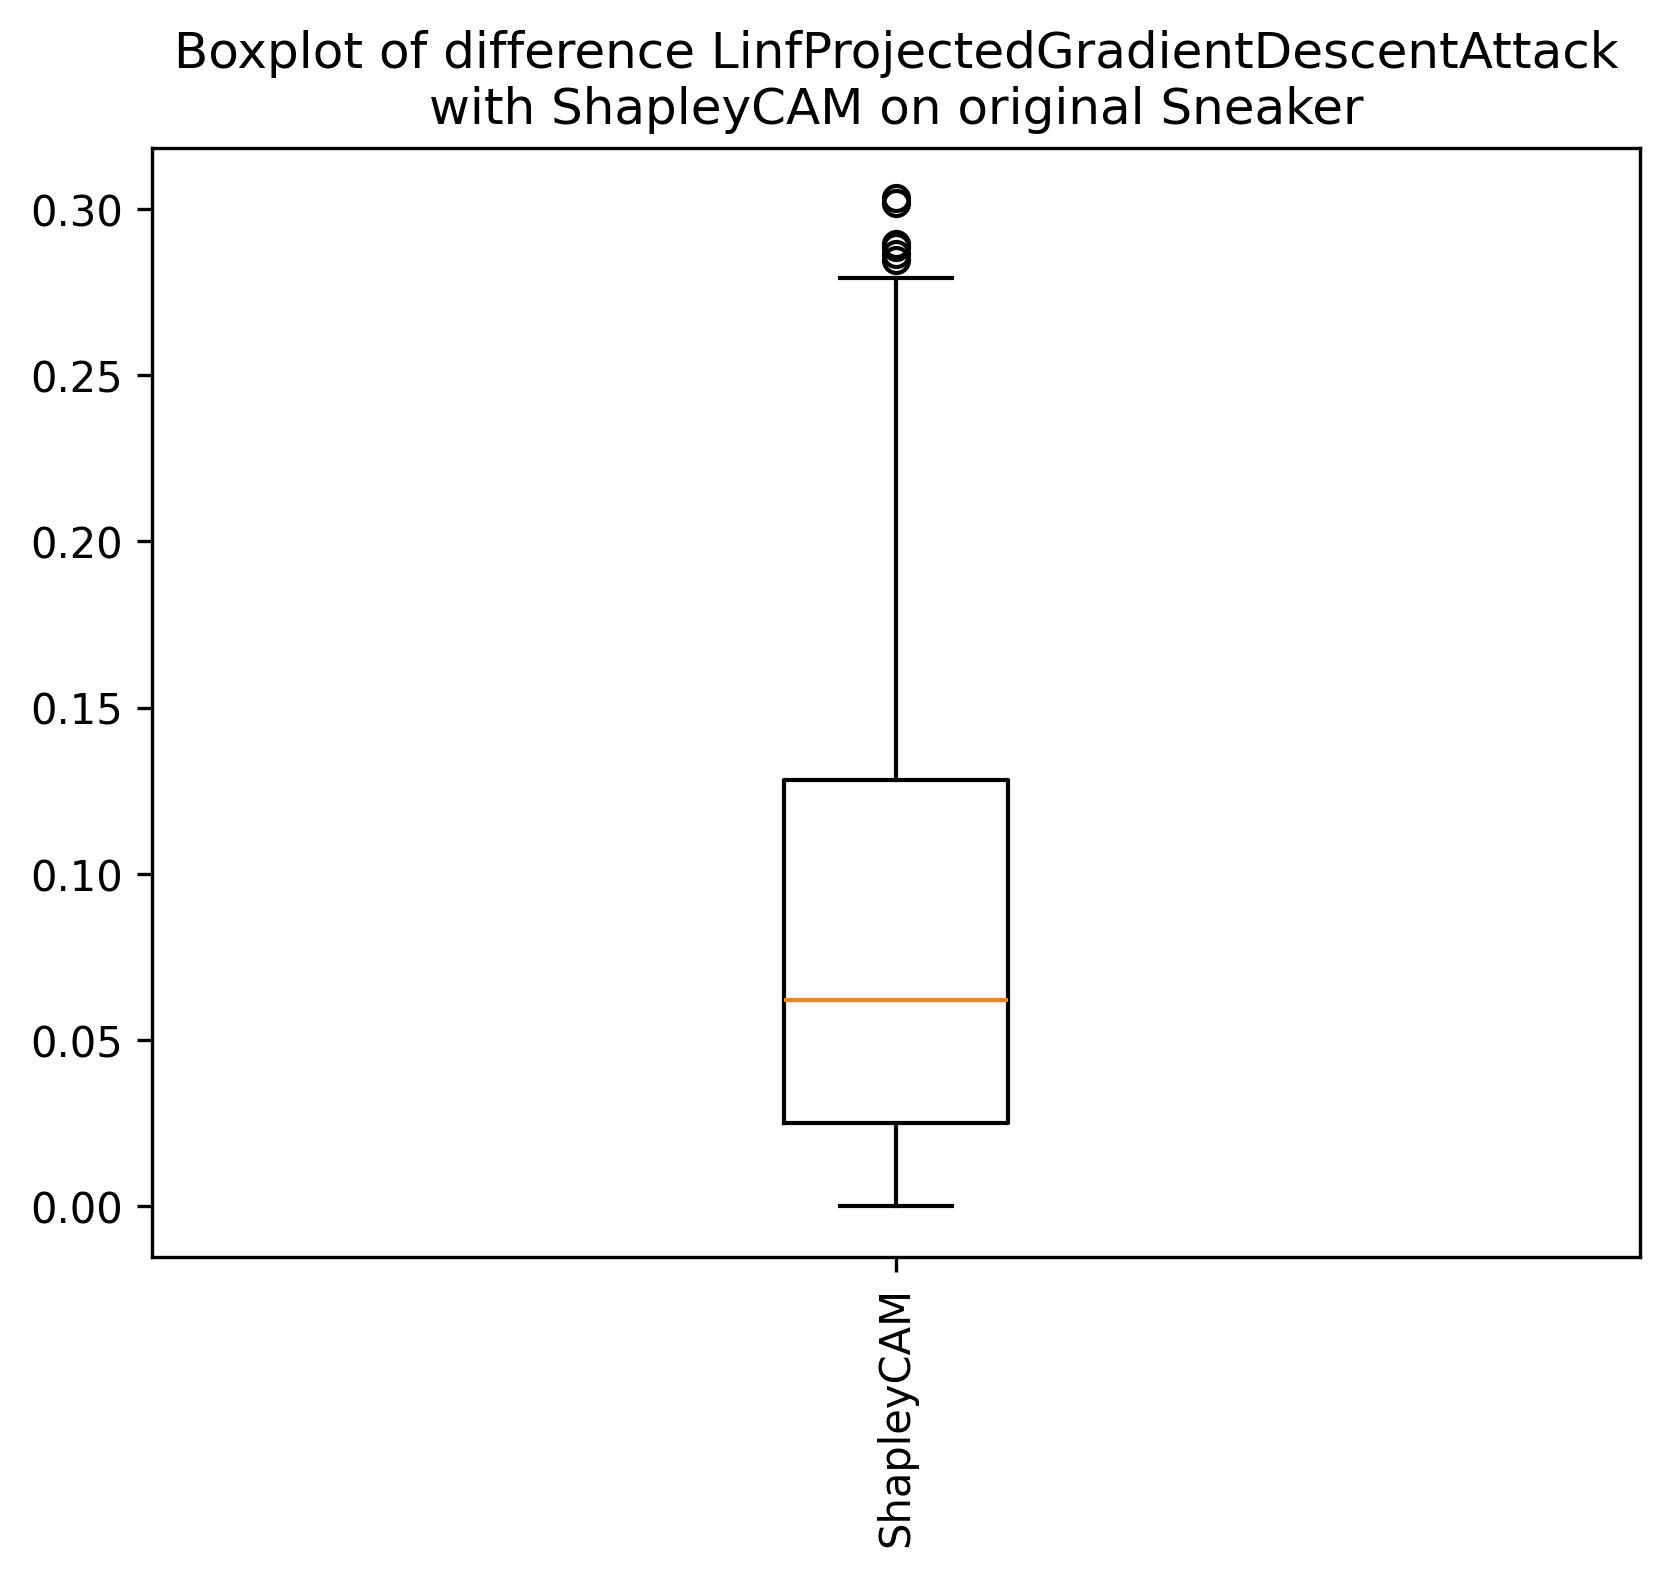 Boxplot of difference LinfProjectedGradientDescentAttack
with ShapleyCAM on original Sneaker
0.30
0.25
0.20
0.15
0.10
0.05
0.00
ShapleyCAM